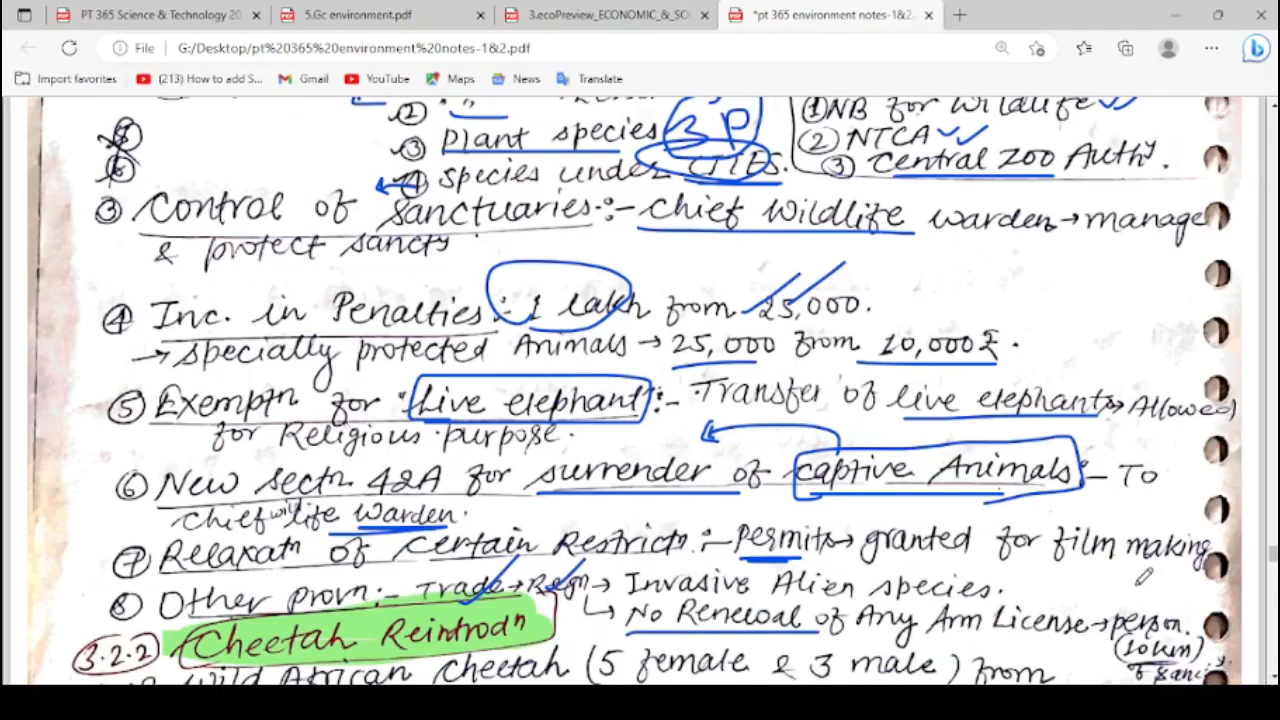 PT 365 Science & Technology 20
5.Gc environment.pdf
3.ecoPreview_ECONOMIC_&_SO
*pt 365 environment notes-1&2.
File
G:/Desktop/pt%20365%20environment%20notes-1&2.pdf
Import favorites
(213) How to add S...
Gmail
YouTube
Maps
News
Translate
②
③ plant species 3 P
④ Species under CITES.
① NB for Wildlife
② NTCA
③ Central Zoo Authy.
③ Control of Sanctuaries :- Chief Wildlife warden → manage
& protect sancty
④ Inc. in Penalties :- 1 lakh from 25,000.
→ specially protected Animals → 25,000 from 10,000₹.
⑤ Exemptn for "Live elephant" :- Transfer of live elephants → Allowed
for Religious purpose.
⑥ New sectn 42A for surrender of captive Animals :- To
chief wildlife warden.
⑦ Relaxatn of Certain Restrictn :- Permits → granted for film making
⑧ Other provn :- Trade → Regn → Invasive Alien species.
↳ No Renewal of Any Arm License → person.
(10km)
3.2.2 Cheetah Reintrodn
wild African cheetah (5 female & 3 male) from